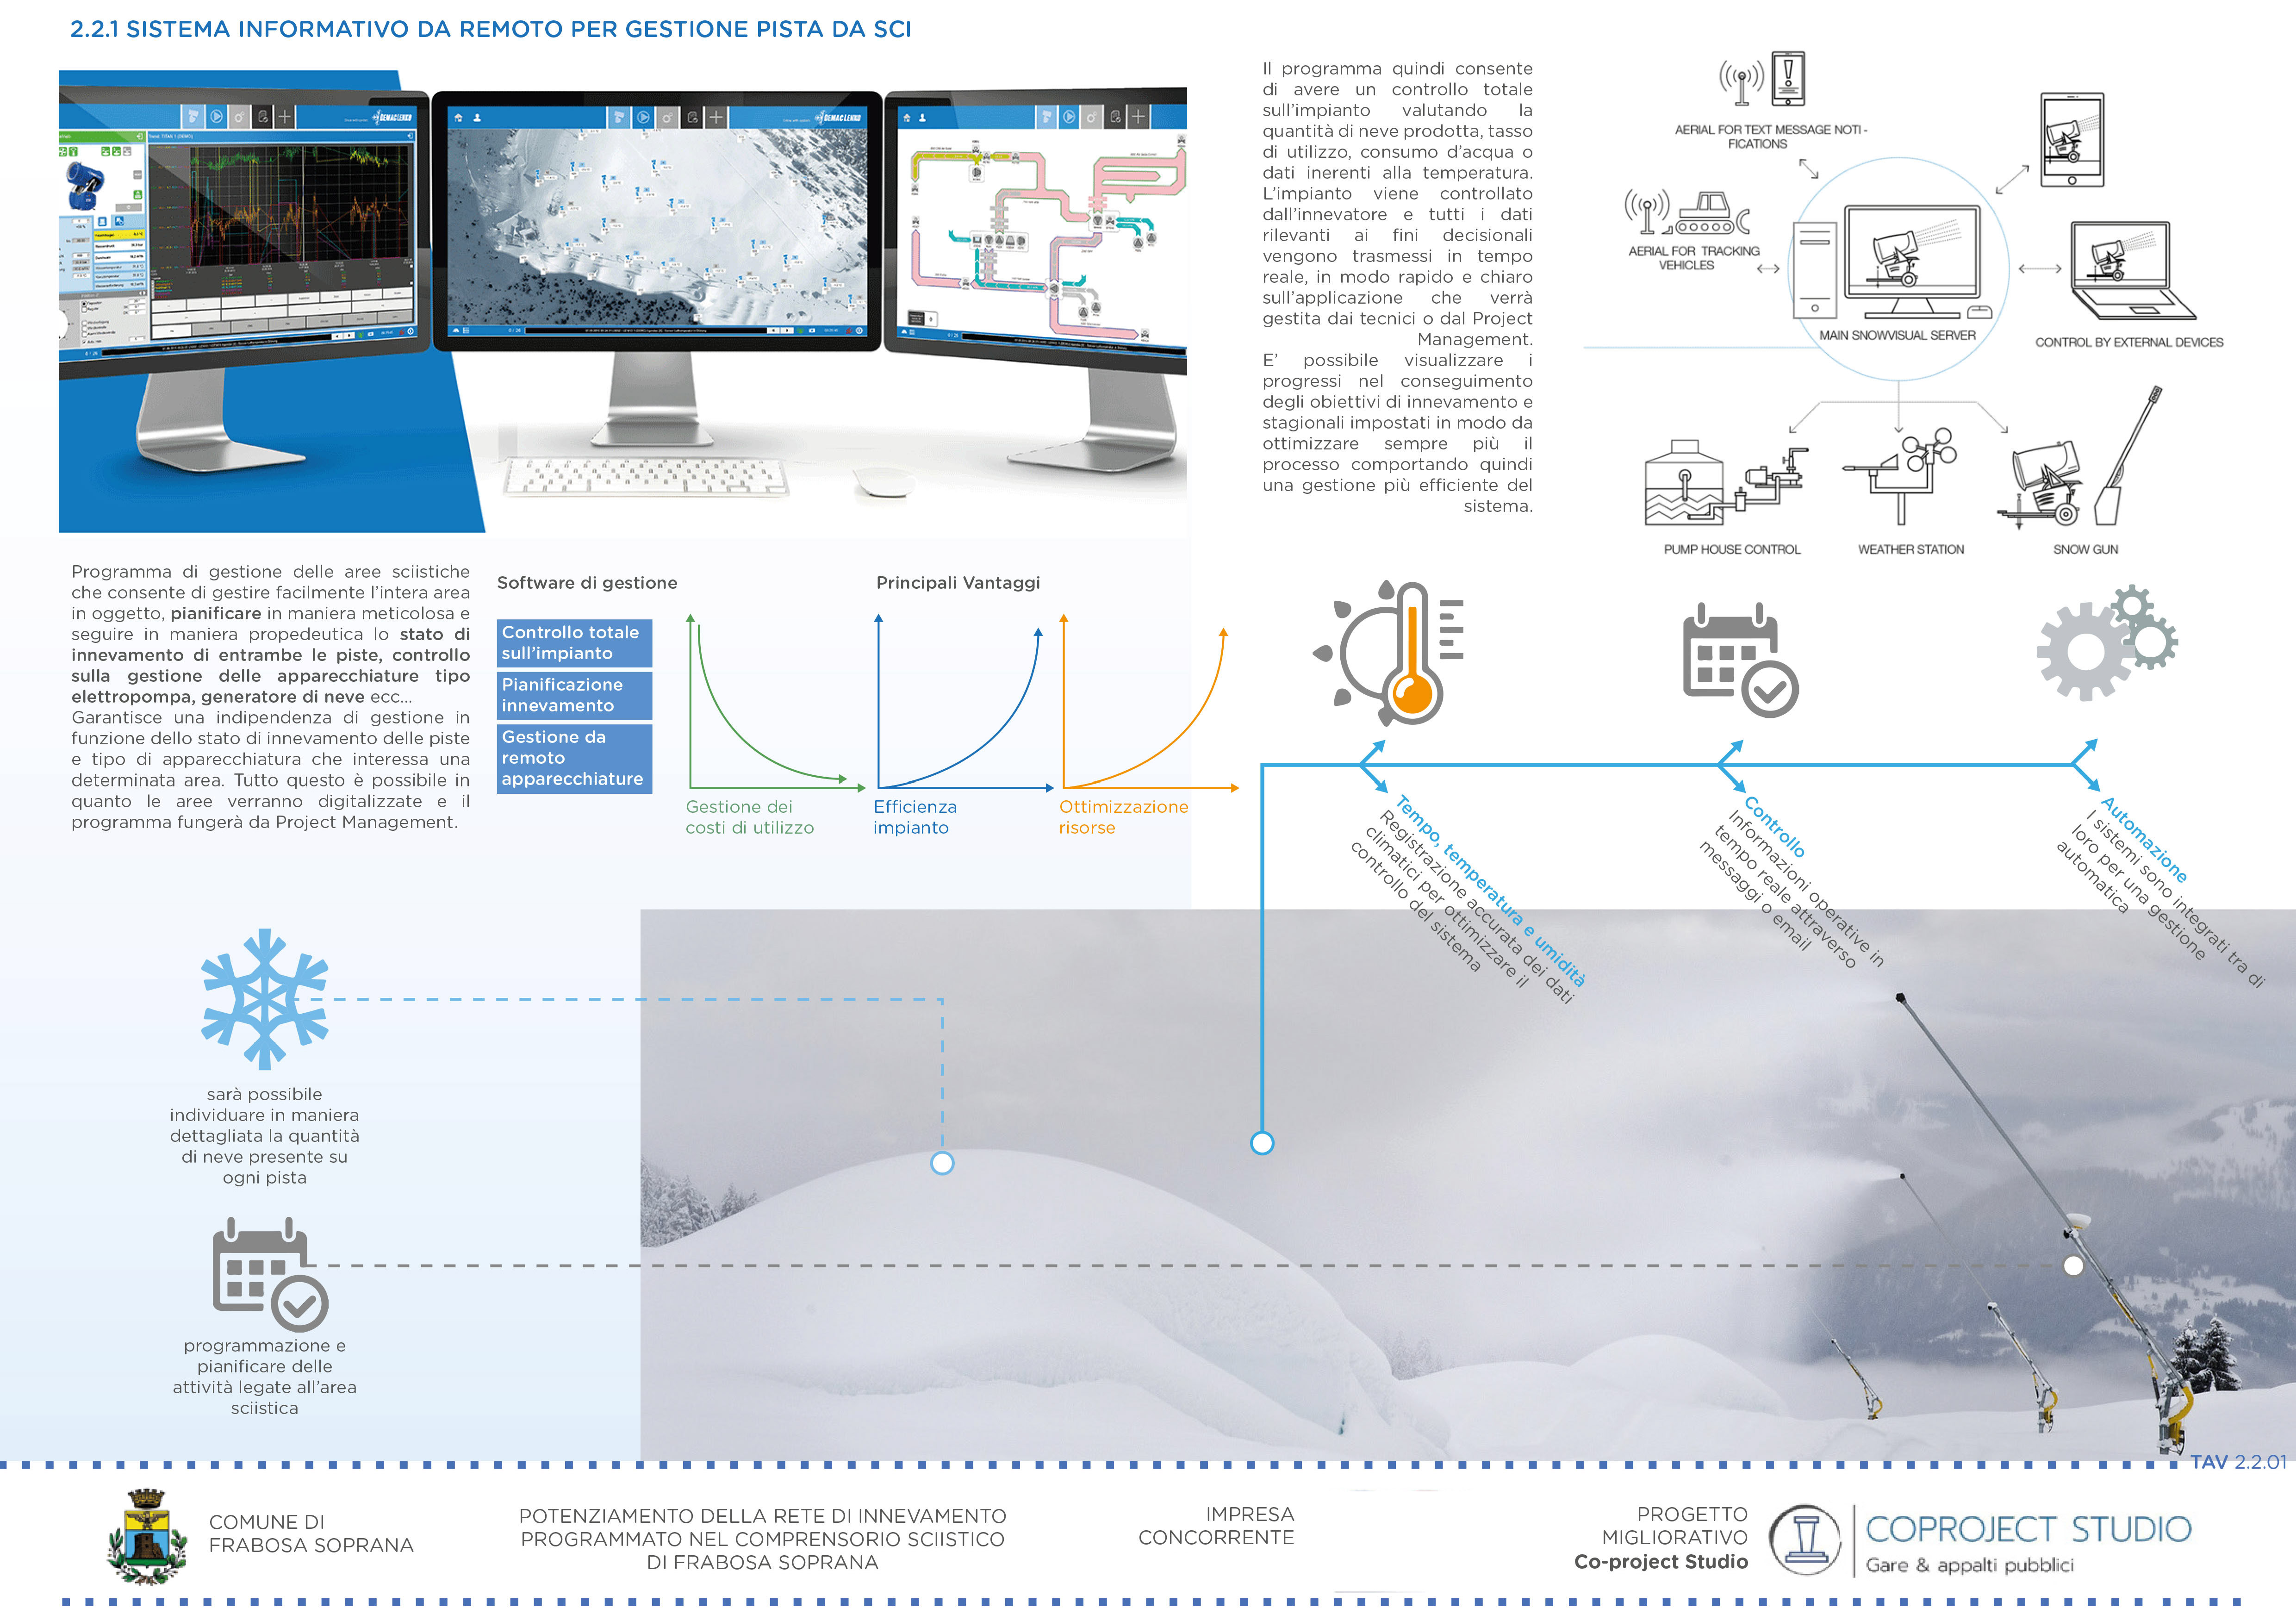 2.2.1 SISTEMA INFORMATIVO DA REMOTO PER GESTIONE PISTA DA SCI
DEMACLENKO
DEMACLENKO
DEMACLENKO
Il programma quindi consente
di avere un controllo totale
sull'impianto valutando la
quantità di neve prodotta, tasso
di utilizzo, consumo d'acqua o
dati inerenti alla temperatura.
L'impianto viene controllato
dall'innevatore e tutti i dati
rilevanti ai fini decisionali
vengono trasmessi in tempo
reale, in modo rapido e chiaro
sull'applicazione che verrà
gestita dai tecnici o dal Project
Management.
E' possibile visualizzare i
progressi nel conseguimento
degli obiettivi di innevamento e
stagionali impostati in modo da
ottimizzare sempre più il
processo comportando quindi
una gestione più efficiente del
sistema.
AERIAL FOR TEXT MESSAGE NOTI -
FICATIONS
AERIAL FOR TRACKING
VEHICLES
MAIN SNOWVISUAL SERVER
CONTROL BY EXTERNAL DEVICES
PUMP HOUSE CONTROL
WEATHER STATION
SNOW GUN
Programma di gestione delle aree sciistiche
che consente di gestire facilmente l'intera area
in oggetto, pianificare in maniera meticolosa e
seguire in maniera propedeutica lo stato di
innevamento di entrambe le piste, controllo
sulla gestione delle apparecchiature tipo
elettropompa, generatore di neve ecc...
Garantisce una indipendenza di gestione in
funzione dello stato di innevamento delle piste
e tipo di apparecchiatura che interessa una
determinata area. Tutto questo è possibile in
quanto le aree verranno digitalizzate e il
programma fungerà da Project Management.
Software di gestione
Controllo totale
sull'impianto
Pianificazione
innevamento
Gestione da
remoto
apparecchiature
Principali Vantaggi
Gestione dei
costi di utilizzo
Efficienza
impianto
Ottimizzazione
risorse
Tempo, temperatura e umidità
Registrazione accurata dei dati
climatici per ottimizzare il
controllo del sistema
Controllo
Informazioni operative in
tempo reale attraverso
messaggi o email
Automazione
I sistemi sono integrati tra di
loro per una gestione
automatica
sarà possibile
individuare in maniera
dettagliata la quantità
di neve presente su
ogni pista
programmazione e
pianificare delle
attività legate all'area
sciistica
TAV 2.2.01
COMUNE DI
FRABOSA SOPRANA
POTENZIAMENTO DELLA RETE DI INNEVAMENTO
PROGRAMMATO NEL COMPRENSORIO SCIISTICO
DI FRABOSA SOPRANA
IMPRESA
CONCORRENTE
PROGETTO
MIGLIORATIVO
Co-project Studio
COPROJECT STUDIO
Gare & appalti pubblici